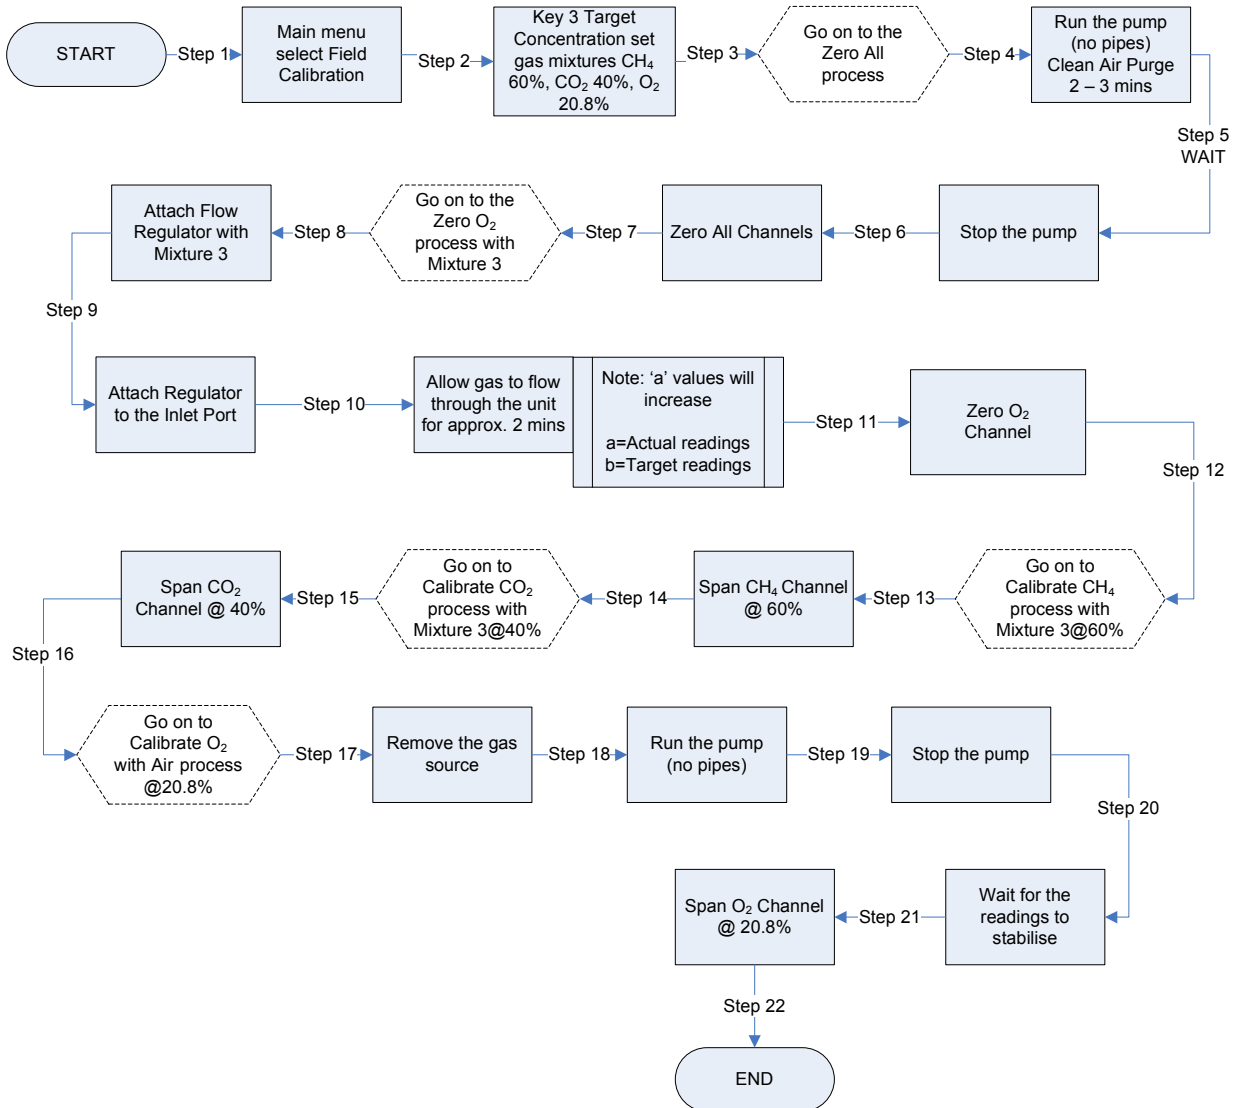 START
Step 1
Main menu
select Field
Calibration
Step 2
Key 3 Target
Concentration set
gas mixtures CH₄
60%, CO₂ 40%, O₂
20.8%
Step 3
Go on to the
Zero All
process
Step 4
Run the pump
(no pipes)
Clean Air Purge
2 – 3 mins
Step 5
WAIT
Stop the pump
Step 6
Zero All Channels
Step 7
Go on to the
Zero O₂
process with
Mixture 3
Step 8
Attach Flow
Regulator with
Mixture 3
Step 9
Attach Regulator
to the Inlet Port
Step 10
Allow gas to flow
through the unit
for approx. 2 mins
Note: ‘a’ values will
increase
a=Actual readings
b=Target readings
Step 11
Zero O₂
Channel
Step 12
Go on to
Calibrate CH₄
process with
Mixture 3@60%
Step 13
Span CH₄ Channel
@ 60%
Step 14
Go on to
Calibrate CO₂
process with
Mixture 3@40%
Step 15
Span CO₂
Channel @ 40%
Step 16
Go on to
Calibrate O₂
with Air process
@20.8%
Step 17
Remove the gas
source
Step 18
Run the pump
(no pipes)
Step 19
Stop the pump
Step 20
Wait for the
readings to
stabilise
Step 21
Span O₂ Channel
@ 20.8%
Step 22
END